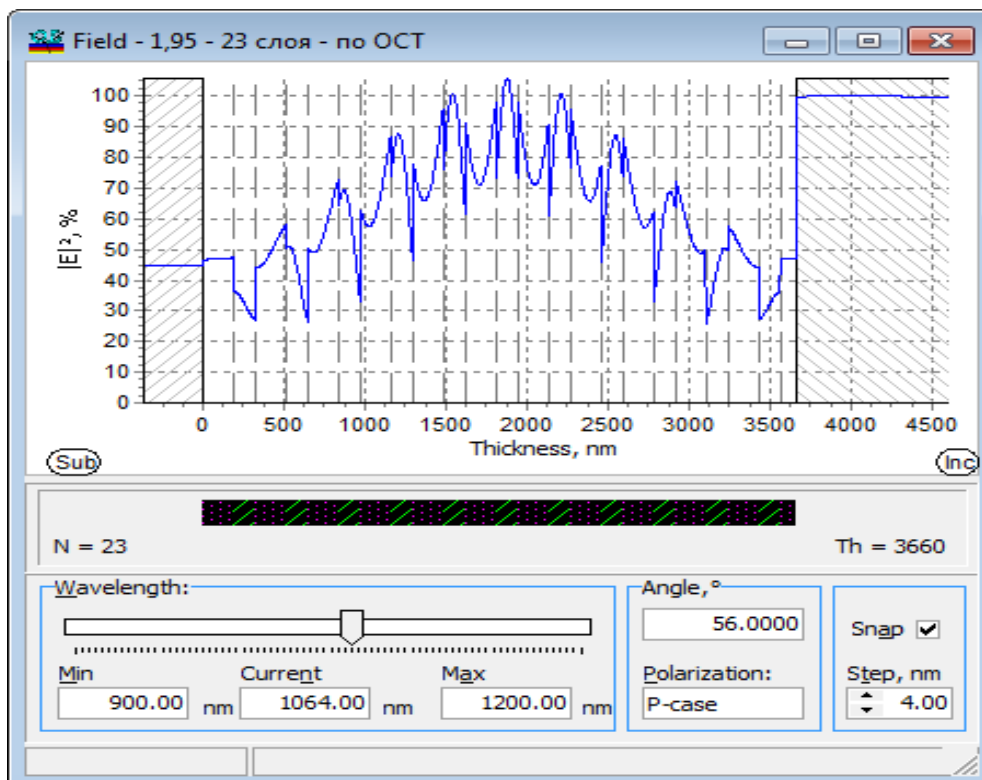 Field - 1,95 - 23 слоя - по ОСТ
100
90
80
70
60
50
40
30
20
10
0
|E|², %
0 500 1000 1500 2000 2500 3000 3500 4000 4500
Thickness, nm
Sub
Inc
N = 23
Th = 3660
Wavelength:
Min Current Max
900.00 nm 1064.00 nm 1200.00 nm
Angle,°
56.0000
Polarization:
P-case
Snap
Step, nm
4.00